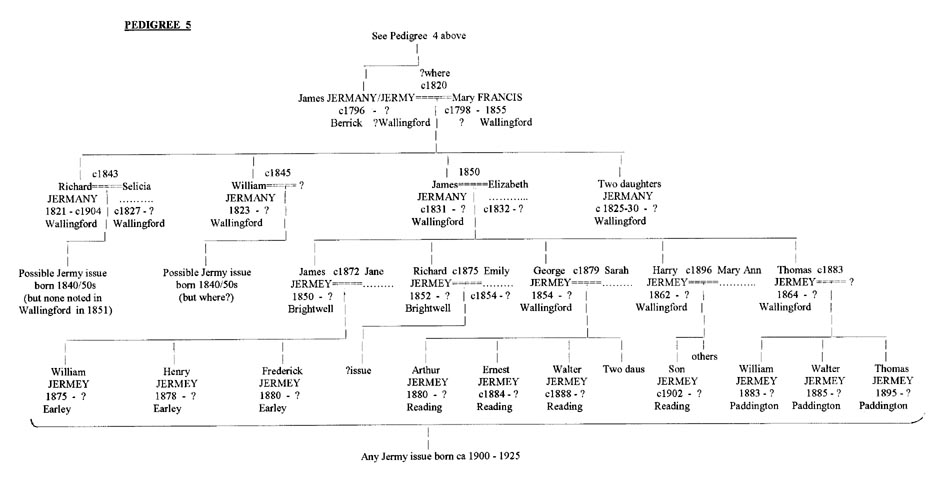 PEDIGREE 5
See Pedigree 4 above
?where
c1820
James JERMANY/JERMY=====Mary FRANCIS
c1796 - ? c1798 - 1855
Berrick ?Wallingford ? Wallingford
c1843 c1845 1850
Richard=====Selicia William=====? James=====Elizabeth Two daughters
JERMANY .......... JERMANY JERMANY ............ JERMANY
1821 - c1904 c1827 - ? 1823 - ? c1831 - ? c1832 - ? c 1825-30 - ?
Wallingford Wallingford Wallingford Wallingford Wallingford
Possible Jermy issue Possible Jermy issue James c1872 Jane Richard c1875 Emily George c1879 Sarah Harry c1896 Mary Ann Thomas c1883
born 1840/50s born 1840/50s JERMEY=====.......... JERMEY=====.......... JERMEY=====.......... JERMEY=====.......... JERMEY=====?
(but none noted in (but where?) 1850 - ? 1852 - ? c1854 - ? 1854 - ? 1862 - ? 1864 - ?
Wallingford in 1851) Brightwell Brightwell Wallingford Wallingford Wallingford
others
William Henry Frederick ?issue Arthur Ernest Walter Two daus Son William Walter Thomas
JERMEY JERMEY JERMEY JERMEY JERMEY JERMEY JERMEY JERMEY JERMEY JERMEY
1875 - ? 1878 - ? 1880 - ? 1880 - ? c1884 - ? c1888 - ? c1902 - ? 1883 - ? 1885 - ? 1895 - ?
Earley Earley Earley Reading Reading Reading Reading Paddington Paddington Paddington
Any Jermy issue born ca 1900 - 1925